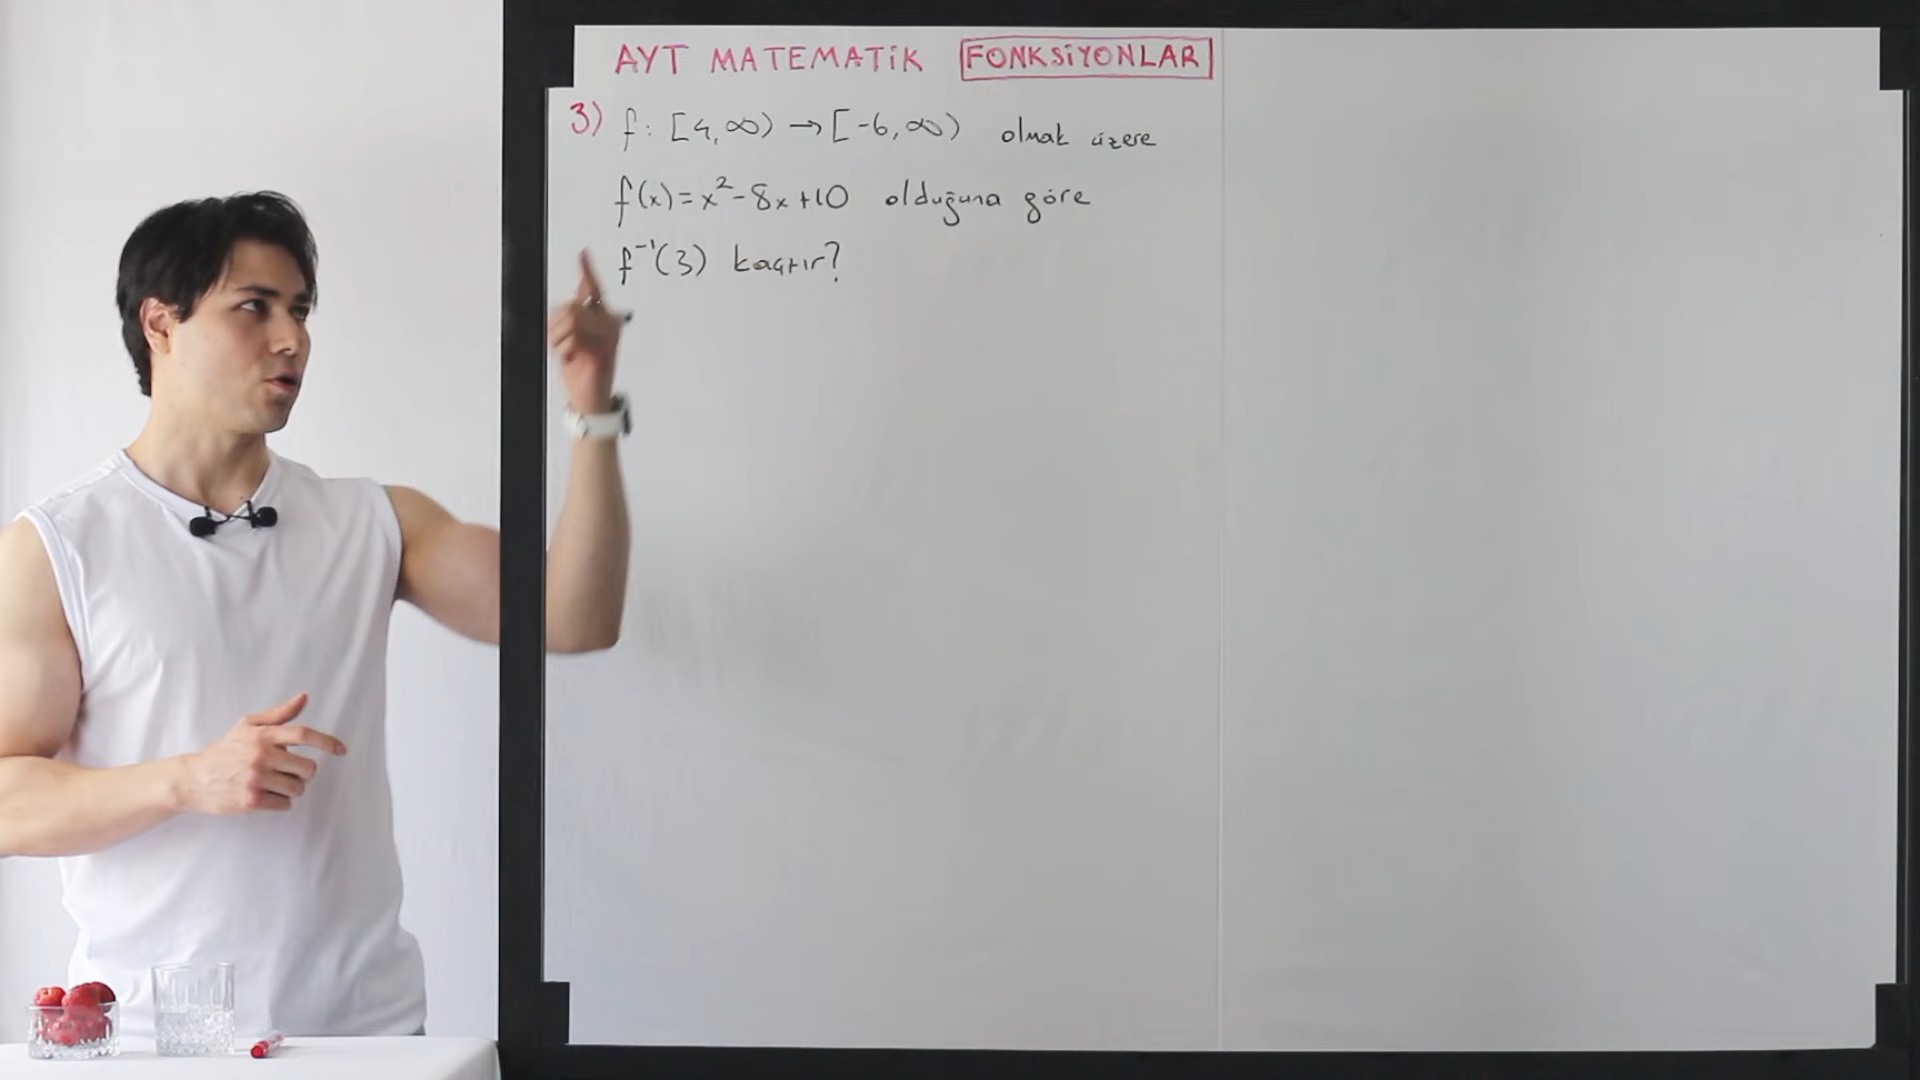 AYT MATEMATİK FONKSİYONLAR
3) f: [4, ∞) → [-6, ∞) olmak üzere
f(x) = x² - 8x + 10 olduğuna göre
f⁻¹(3) kaçtır?